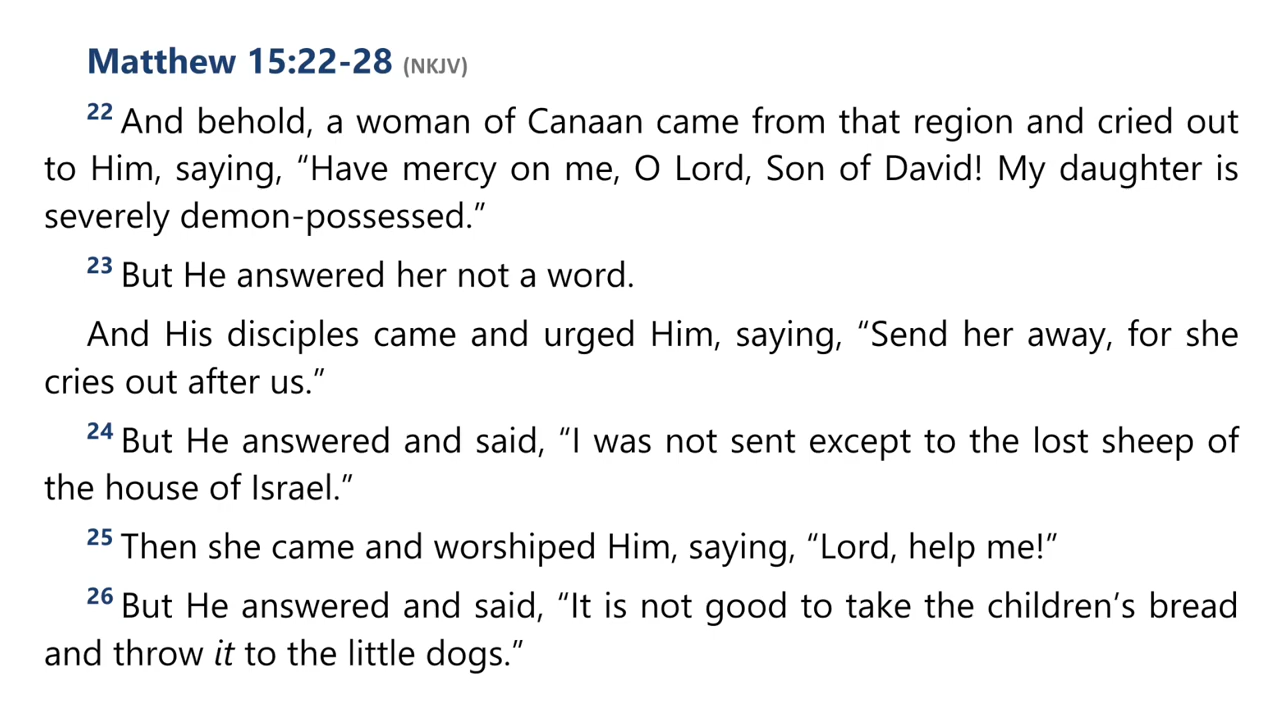 Matthew 15:22-28 (NKJV)
22 And behold, a woman of Canaan came from that region and cried out
to Him, saying, “Have mercy on me, O Lord, Son of David! My daughter is
severely demon-possessed.”
23 But He answered her not a word.
And His disciples came and urged Him, saying, “Send her away, for she
cries out after us.”
24 But He answered and said, “I was not sent except to the lost sheep of
the house of Israel.”
25 Then she came and worshiped Him, saying, “Lord, help me!”
26 But He answered and said, “It is not good to take the children’s bread
and throw it to the little dogs.”